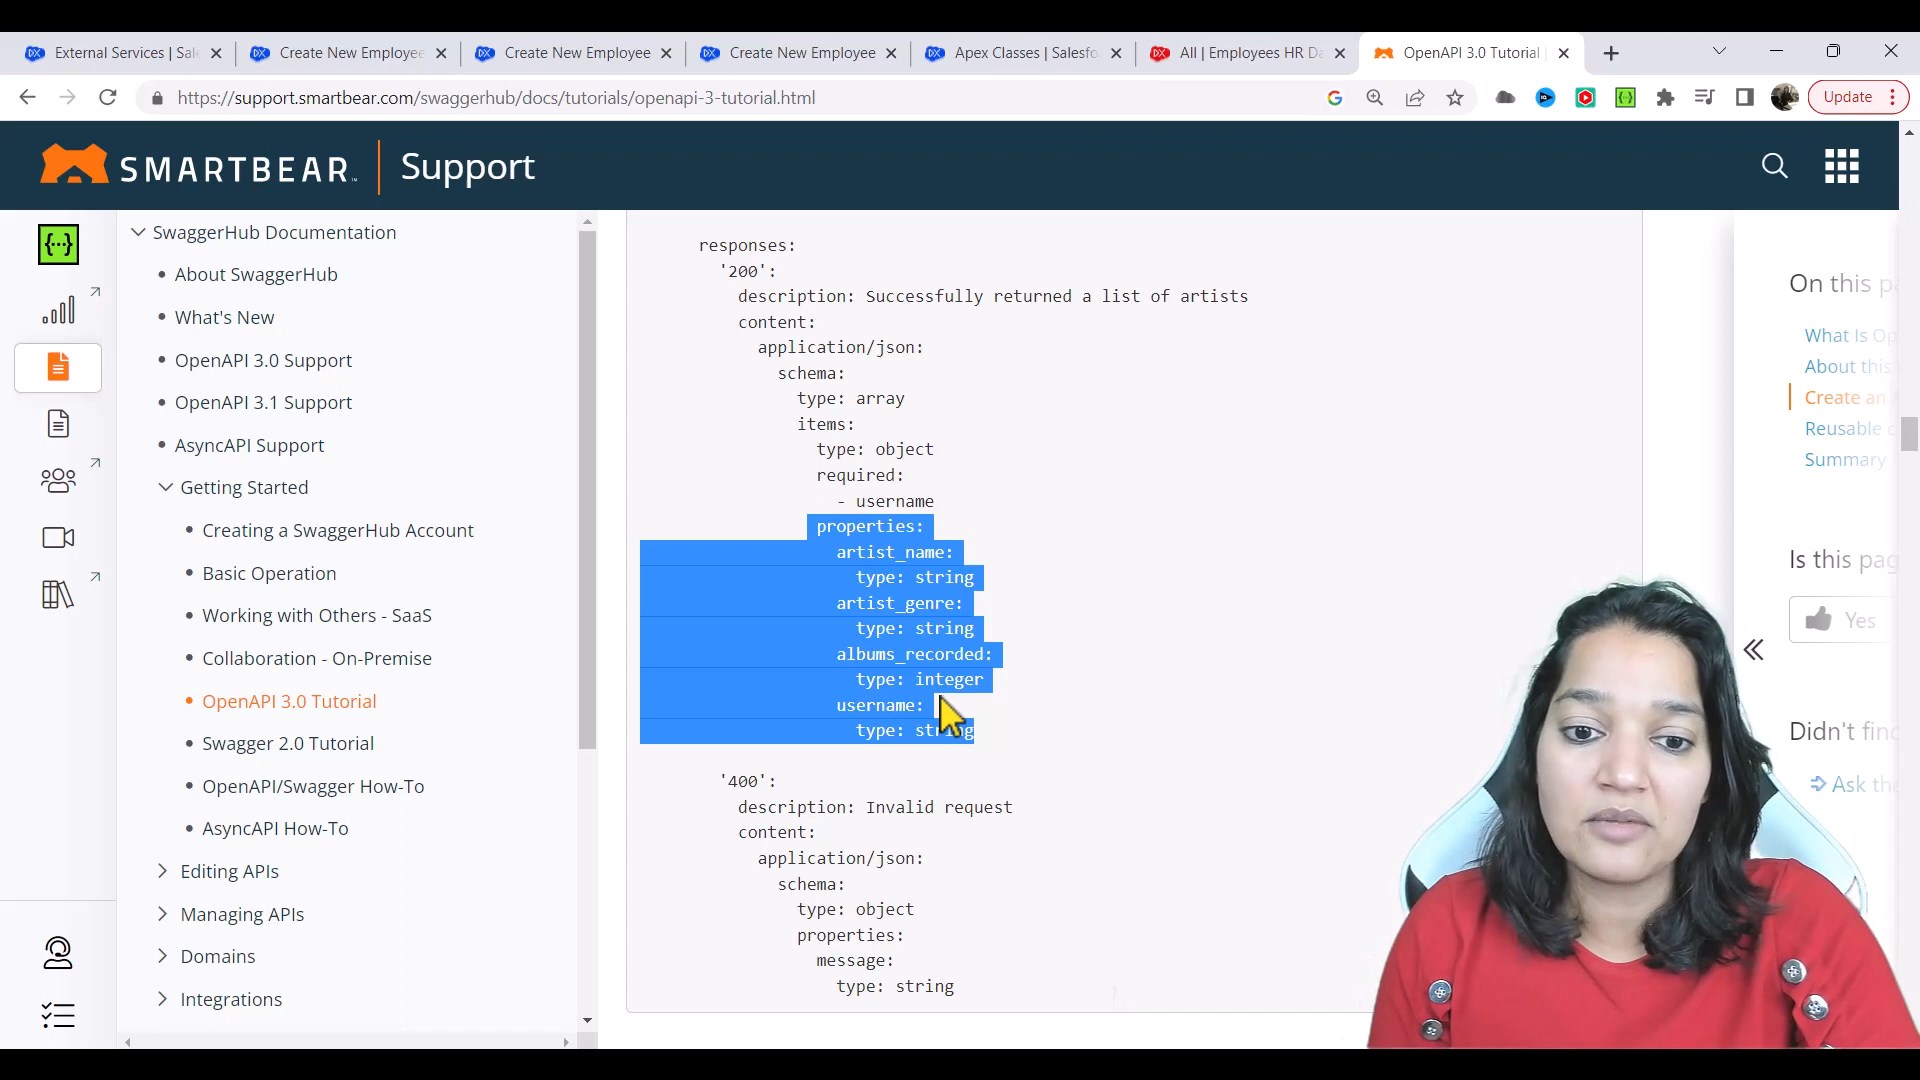 External Services | Sal
Create New Employee
Create New Employee
Create New Employee
Apex Classes | Salesfo
All | Employees HR Da
OpenAPI 3.0 Tutorial
https://support.smartbear.com/swaggerhub/docs/tutorials/openapi-3-tutorial.html
Update
SMARTBEAR
Support
SwaggerHub Documentation
About SwaggerHub
What's New
OpenAPI 3.0 Support
OpenAPI 3.1 Support
AsyncAPI Support
Getting Started
Creating a SwaggerHub Account
Basic Operation
Working with Others - SaaS
Collaboration - On-Premise
OpenAPI 3.0 Tutorial
Swagger 2.0 Tutorial
OpenAPI/Swagger How-To
AsyncAPI How-To
Editing APIs
Managing APIs
Domains
Integrations
responses:
'200':
description: Successfully returned a list of artists
content:
application/json:
schema:
type: array
items:
type: object
required:
- username
properties:
artist_name:
type: string
artist_genre:
type: string
albums_recorded:
type: integer
username:
type: string
'400':
description: Invalid request
content:
application/json:
schema:
type: object
properties:
message:
type: string
On this p
What Is Op
About this
Create an
Reusable c
Summary
Is this pag
Yes
Didn't find
Ask th